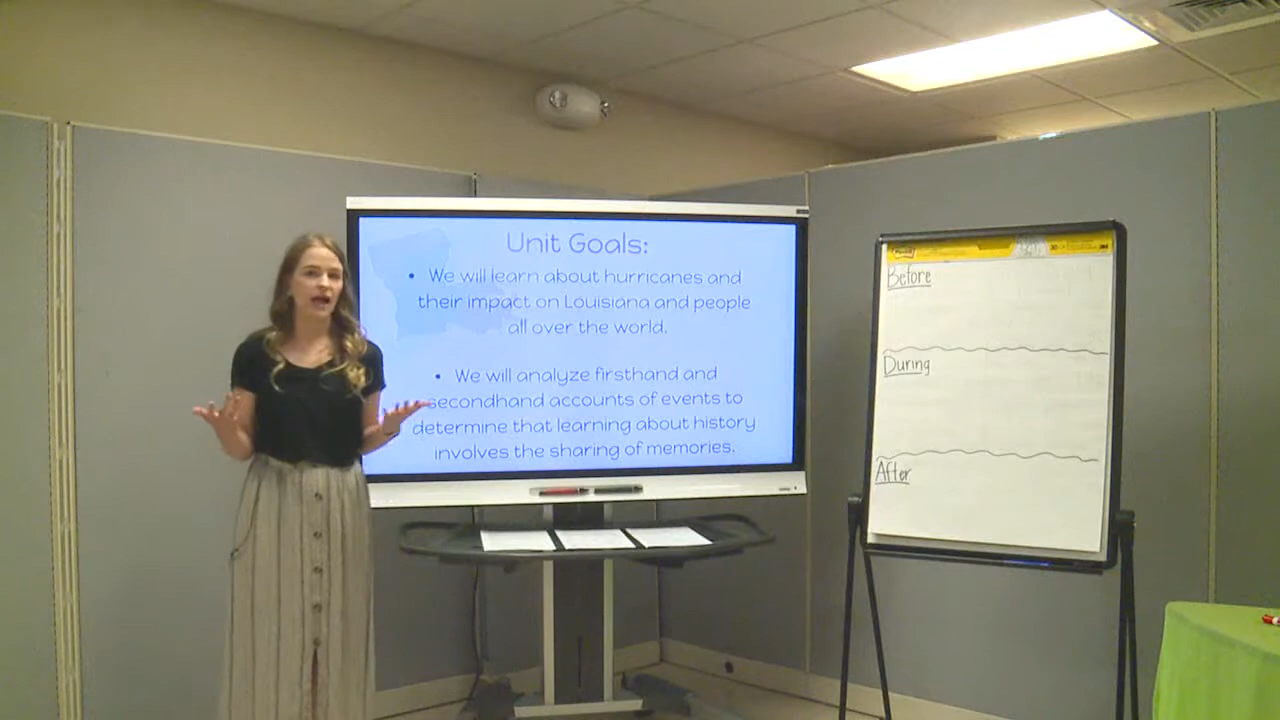 Unit Goals:
• We will learn about hurricanes and
their impact on Louisiana and people
all over the world.
• We will analyze firsthand and
secondhand accounts of events to
determine that learning about history
involves the sharing of memories.
Before
During
After